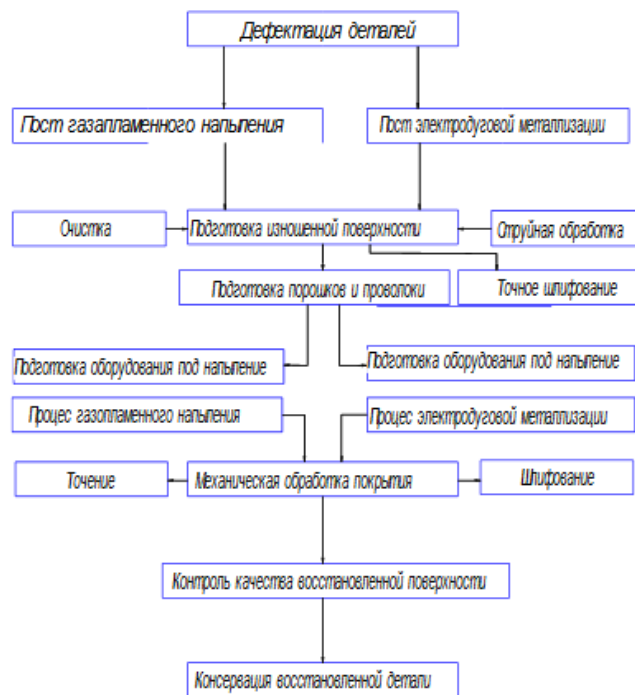 Дефектация деталей
Пост газапламенного напыления
Пост электродуговой металлизации
Очистка
Подготовка изношенной поверхности
Отруйная обработка
Подготовка порошков и проволоки
Точное шлифование
Подготовка оборудования под напыление
Подготовка оборудования под напыление
Процес газопламенного напыления
Процес электродуговой металлизации
Точение
Механическая обработка покрытия
Шлифование
Контроль качества восстановленной поверхности
Консервация восстановленной детали